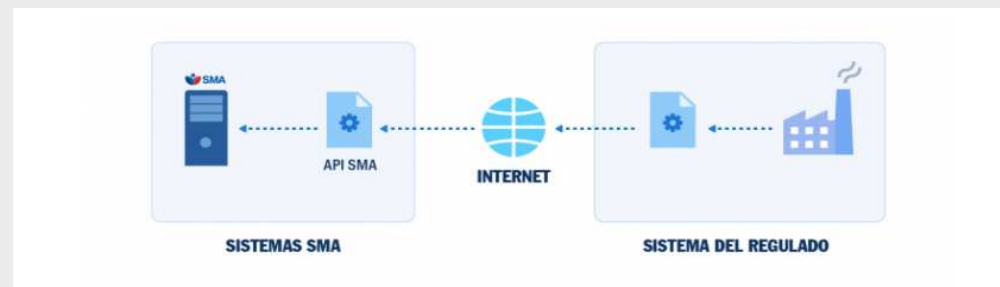 SMA
API SMA
INTERNET
SISTEMAS SMA
SISTEMA DEL REGULADO